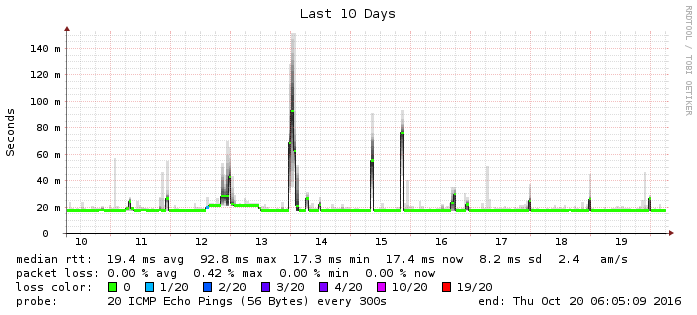 Last 10 Days
RRDTOOL / TOBI OETIKER
Seconds
140 m
120 m
100 m
80 m
60 m
40 m
20 m
0
10 11 12 13 14 15 16 17 18 19
median rtt: 19.4 ms avg 92.8 ms max 17.3 ms min 17.4 ms now 8.2 ms sd 2.4 am/s
packet loss: 0.00 % avg 0.42 % max 0.00 % min 0.00 % now
loss color: 0 1/20 2/20 3/20 4/20 10/20 19/20
probe: 20 ICMP Echo Pings (56 Bytes) every 300s end: Thu Oct 20 06:05:09 2016